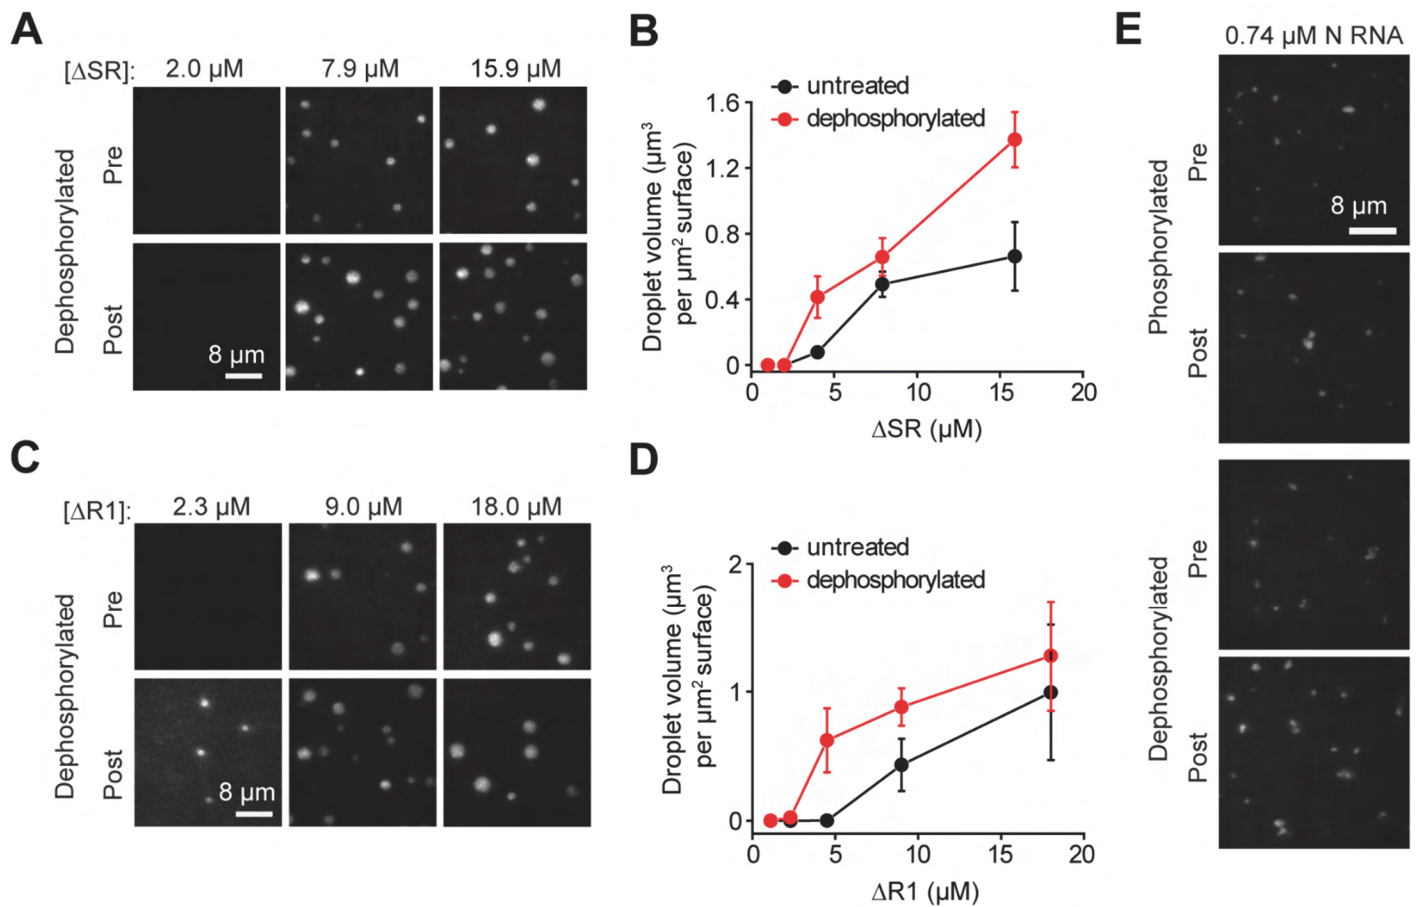 A
[ΔSR]: 2.0 µM 7.9 µM 15.9 µM
Dephosphorylated
Pre
Post
8 µm
B
untreated
dephosphorylated
Droplet volume (µm³
per µm² surface)
1.6
1.2
0.8
0.4
0
0 5 10 15 20
ΔSR (µM)
C
[ΔR1]: 2.3 µM 9.0 µM 18.0 µM
Dephosphorylated
Pre
Post
8 µm
D
untreated
dephosphorylated
Droplet volume (µm³
per µm² surface)
2
1
0
0 5 10 15 20
ΔR1 (µM)
E
0.74 µM N RNA
Phosphorylated
Pre
8 µm
Post
Dephosphorylated
Pre
Post